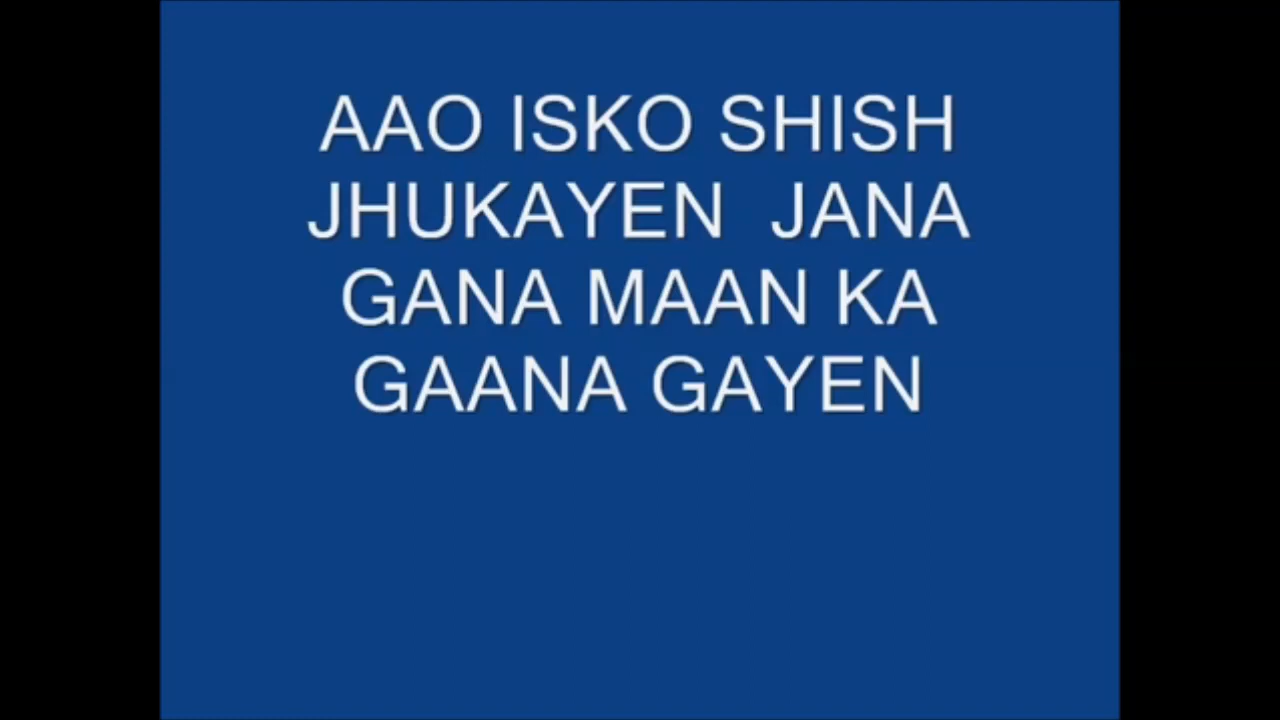 AAO ISKO SHISH
JHUKAYEN  JANA
GANA MAAN KA
GAANA GAYEN